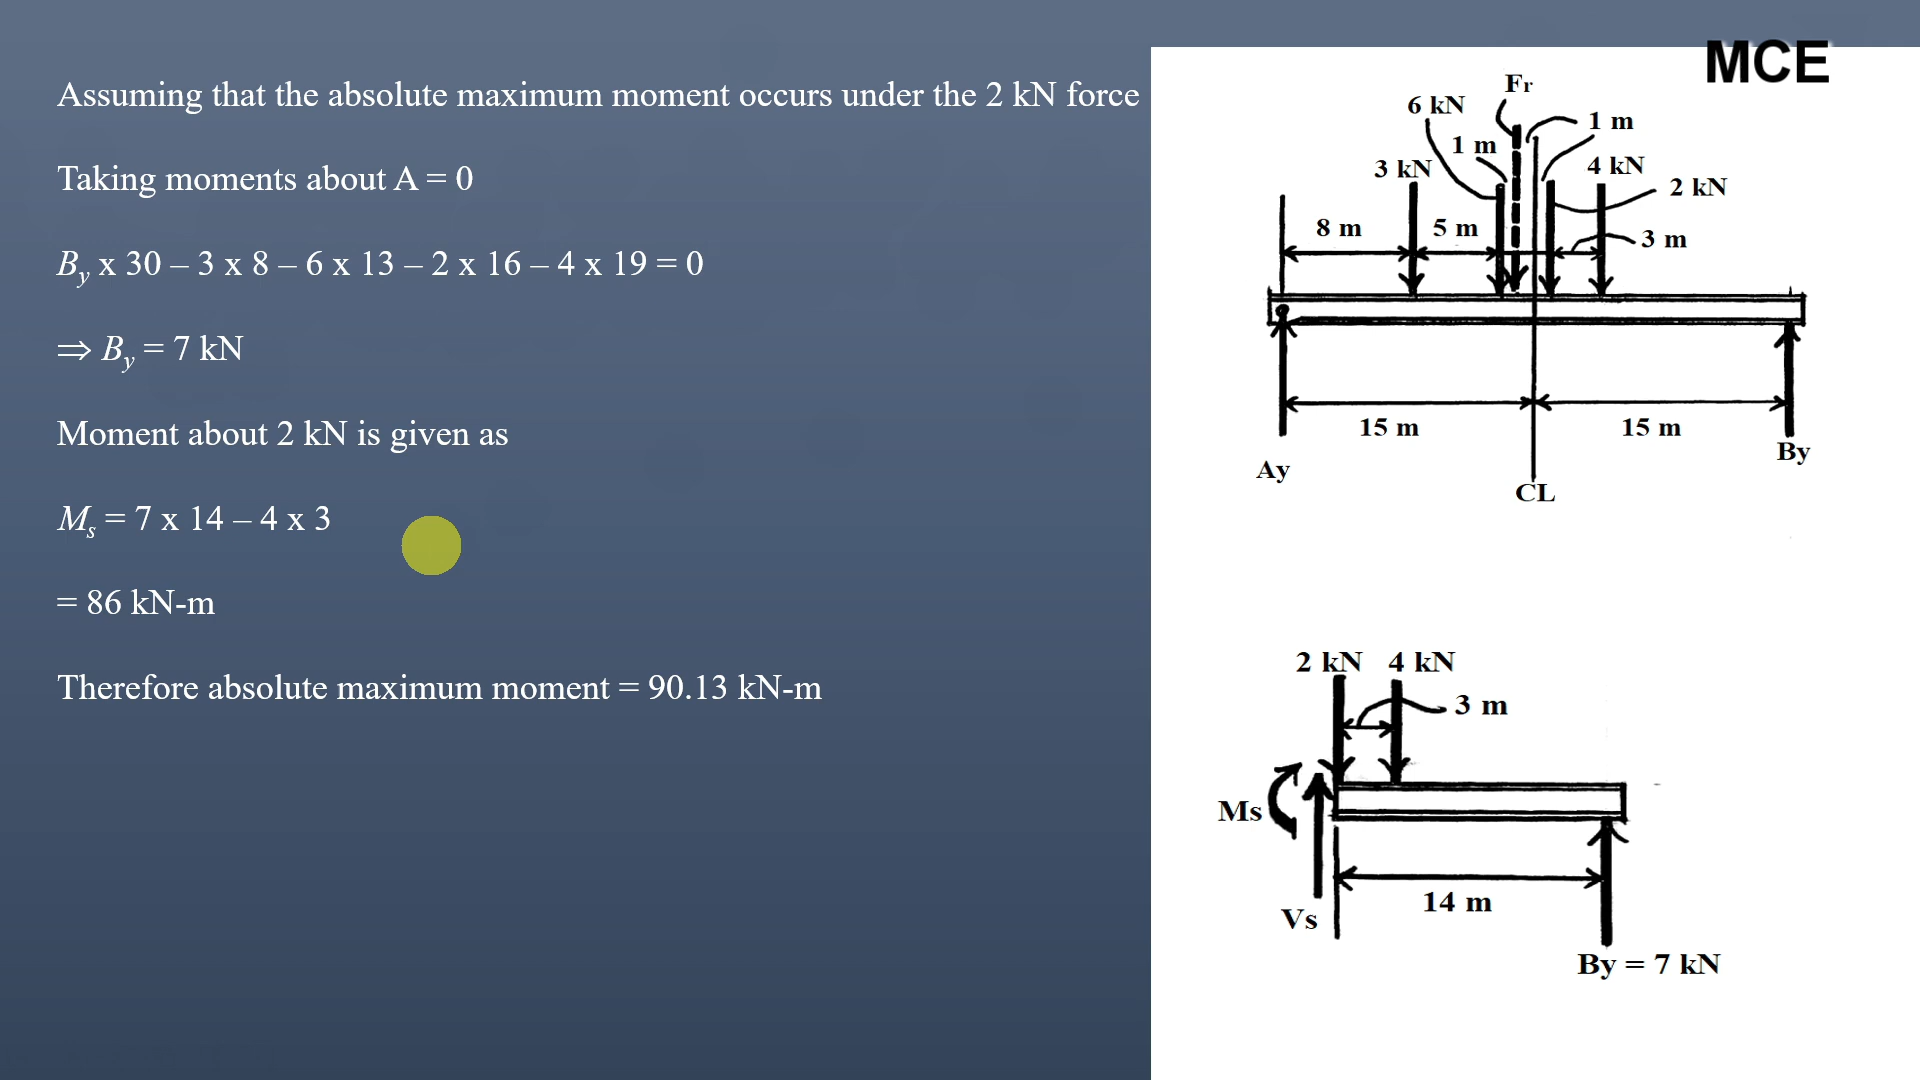 Assuming that the absolute maximum moment occurs under the 2 kN force
Taking moments about A = 0
By x 30 – 3 x 8 – 6 x 13 – 2 x 16 – 4 x 19 = 0
⇒ By = 7 kN
Moment about 2 kN is given as
Ms = 7 x 14 – 4 x 3
= 86 kN-m
Therefore absolute maximum moment = 90.13 kN-m
MCE
Fr
6 kN
1 m
1 m
3 kN
4 kN
2 kN
8 m
5 m
3 m
15 m
15 m
Ay
By
CL
2 kN
4 kN
3 m
Ms
14 m
Vs
By = 7 kN